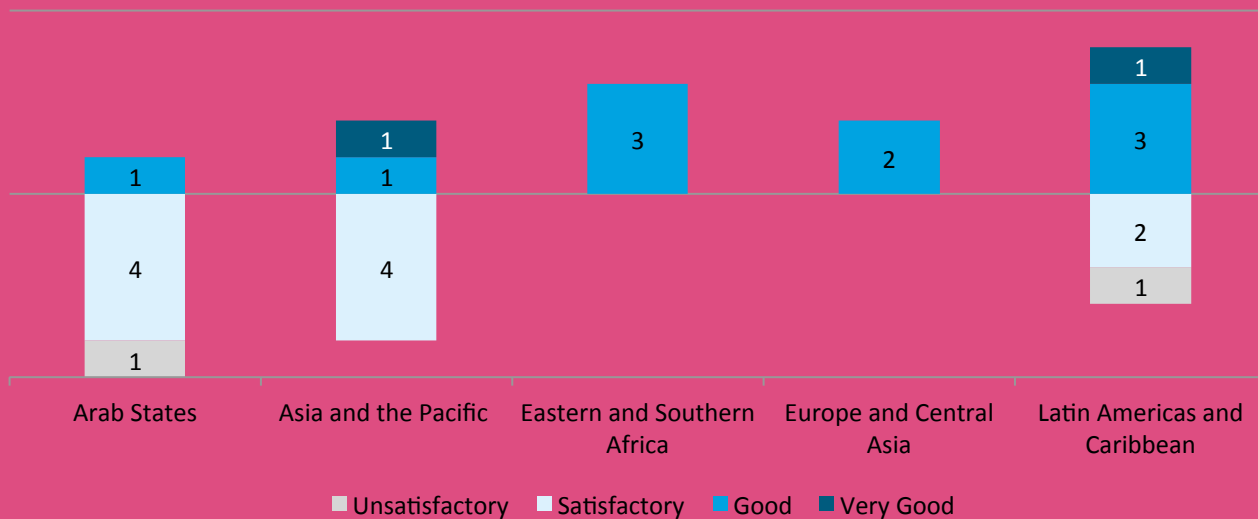 1
1
3
1
1
3
2
4
4
2
1
1
Arab States
Asia and the Pacific
Eastern and Southern
Africa
Europe and Central
Asia
Latin Americas and
Caribbean
Unsatisfactory
Satisfactory
Good
Very Good